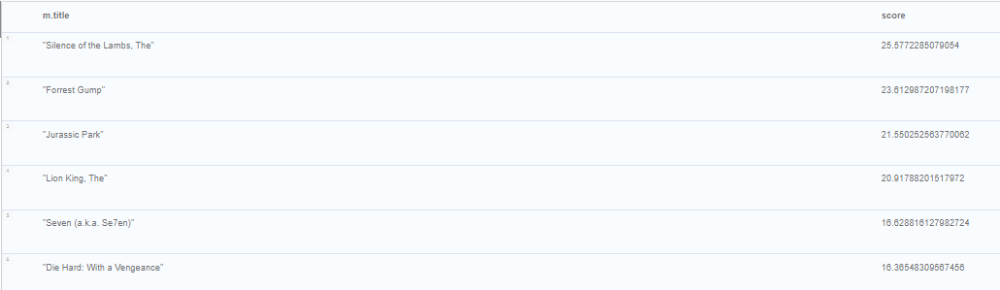 m.title score
1
"Silence of the Lambs, The" 25.5772285079054
2
"Forrest Gump" 23.612987207198177
3
"Jurassic Park" 21.550252563770062
4
"Lion King, The" 20.91788201517972
5
"Seven (a.k.a. Se7en)" 16.628816127982724
6
"Die Hard: With a Vengeance" 16.36548309567456